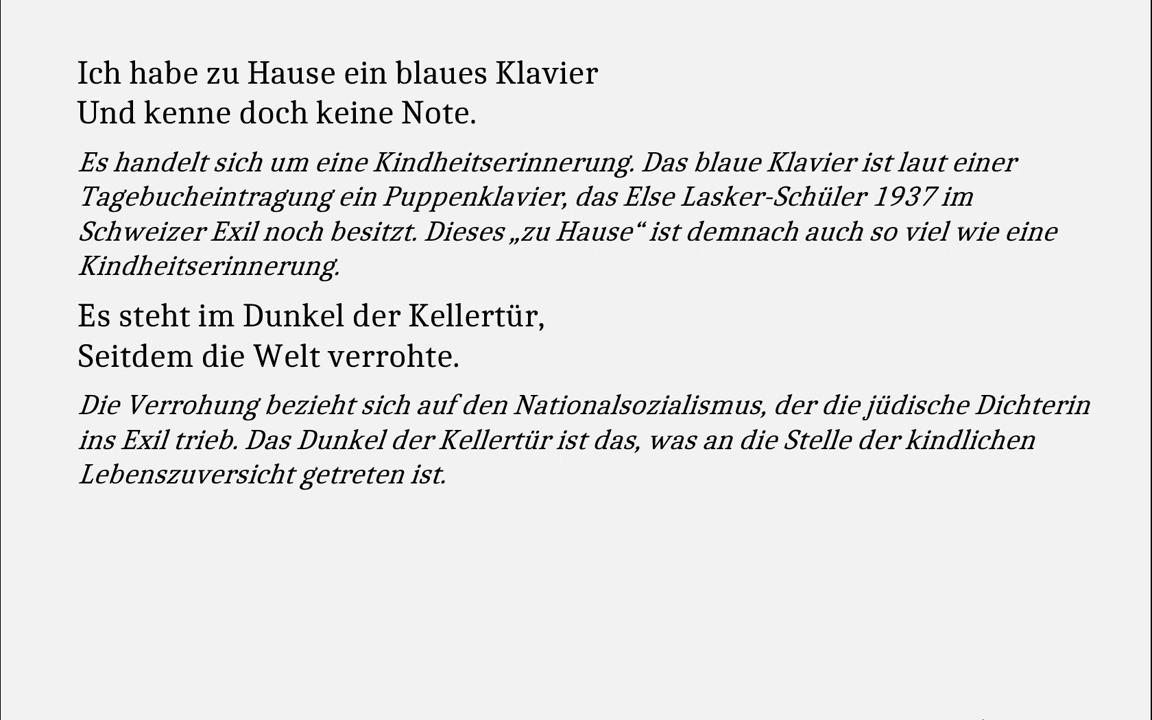 Ich habe zu Hause ein blaues Klavier
Und kenne doch keine Note.
Es handelt sich um eine Kindheitserinnerung. Das blaue Klavier ist laut einer
Tagebucheintragung ein Puppenklavier, das Else Lasker-Schüler 1937 im
Schweizer Exil noch besitzt. Dieses „zu Hause“ ist demnach auch so viel wie eine
Kindheitserinnerung.
Es steht im Dunkel der Kellertür,
Seitdem die Welt verrohte.
Die Verrohung bezieht sich auf den Nationalsozialismus, der die jüdische Dichterin
ins Exil trieb. Das Dunkel der Kellertür ist das, was an die Stelle der kindlichen
Lebenszuversicht getreten ist.